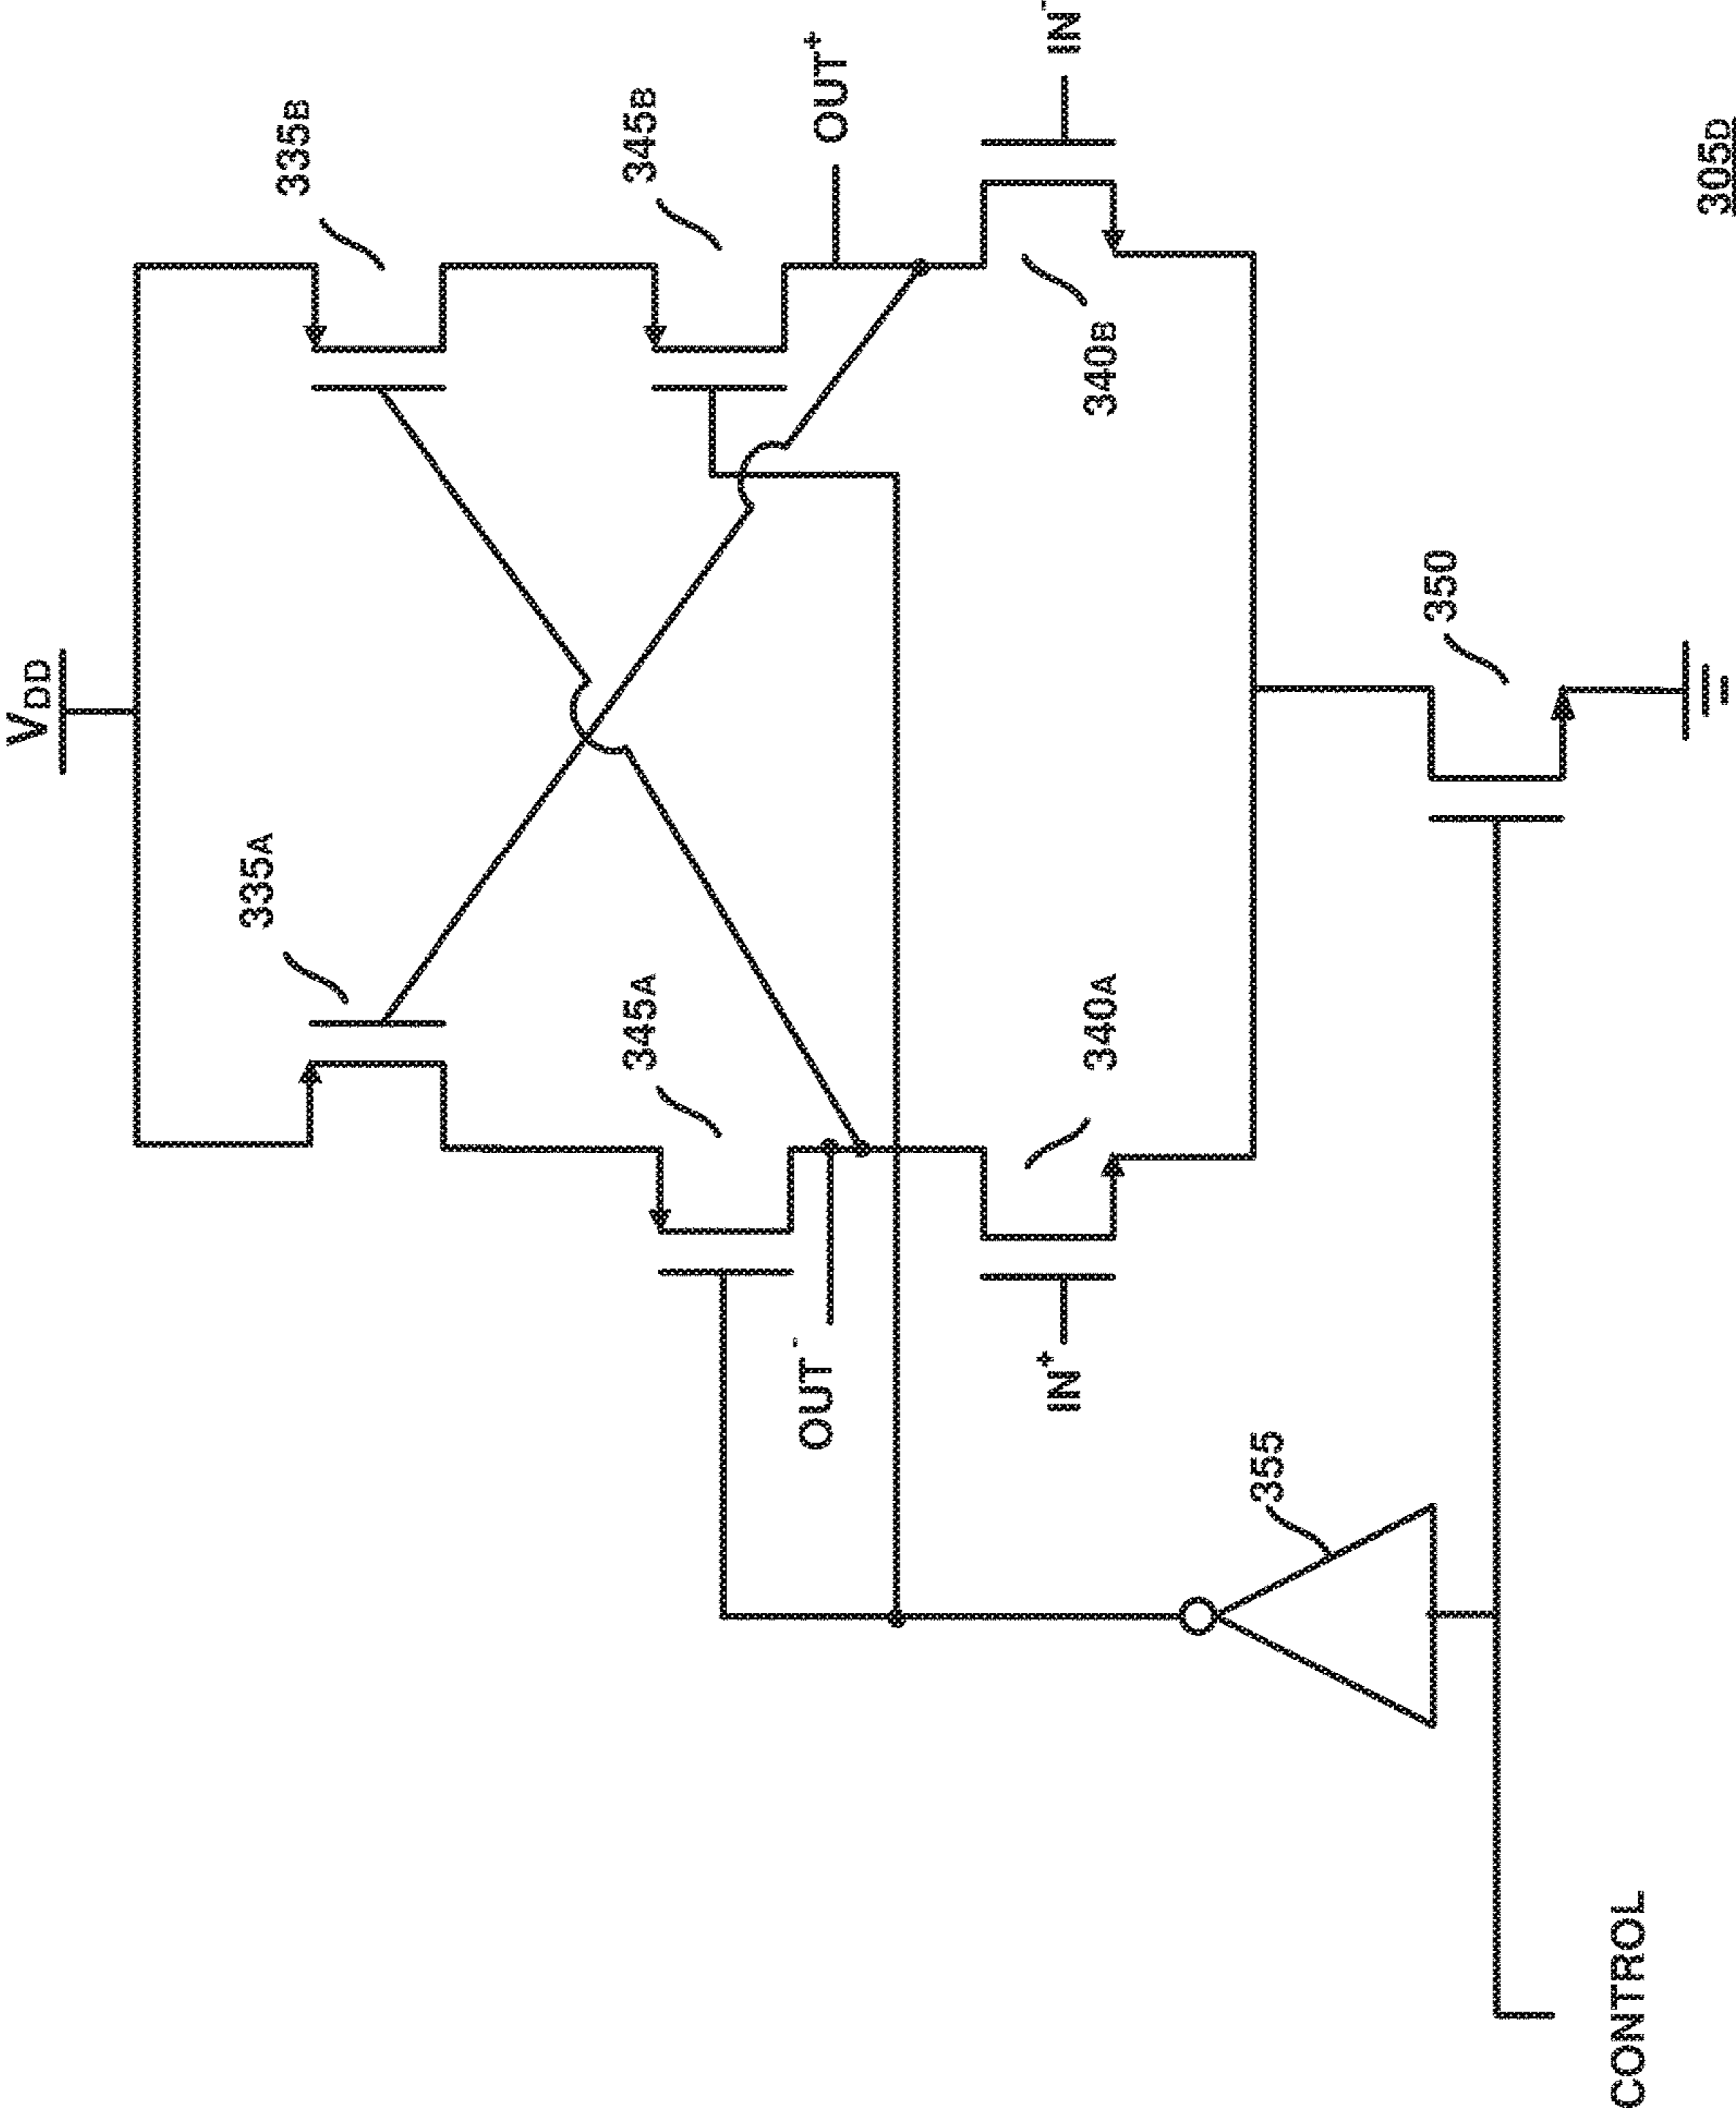 VDD
335A
335B
345A
345B
OUT-
OUT+
IN+
340A
340B
IN-
355
350
CONTROL
305D